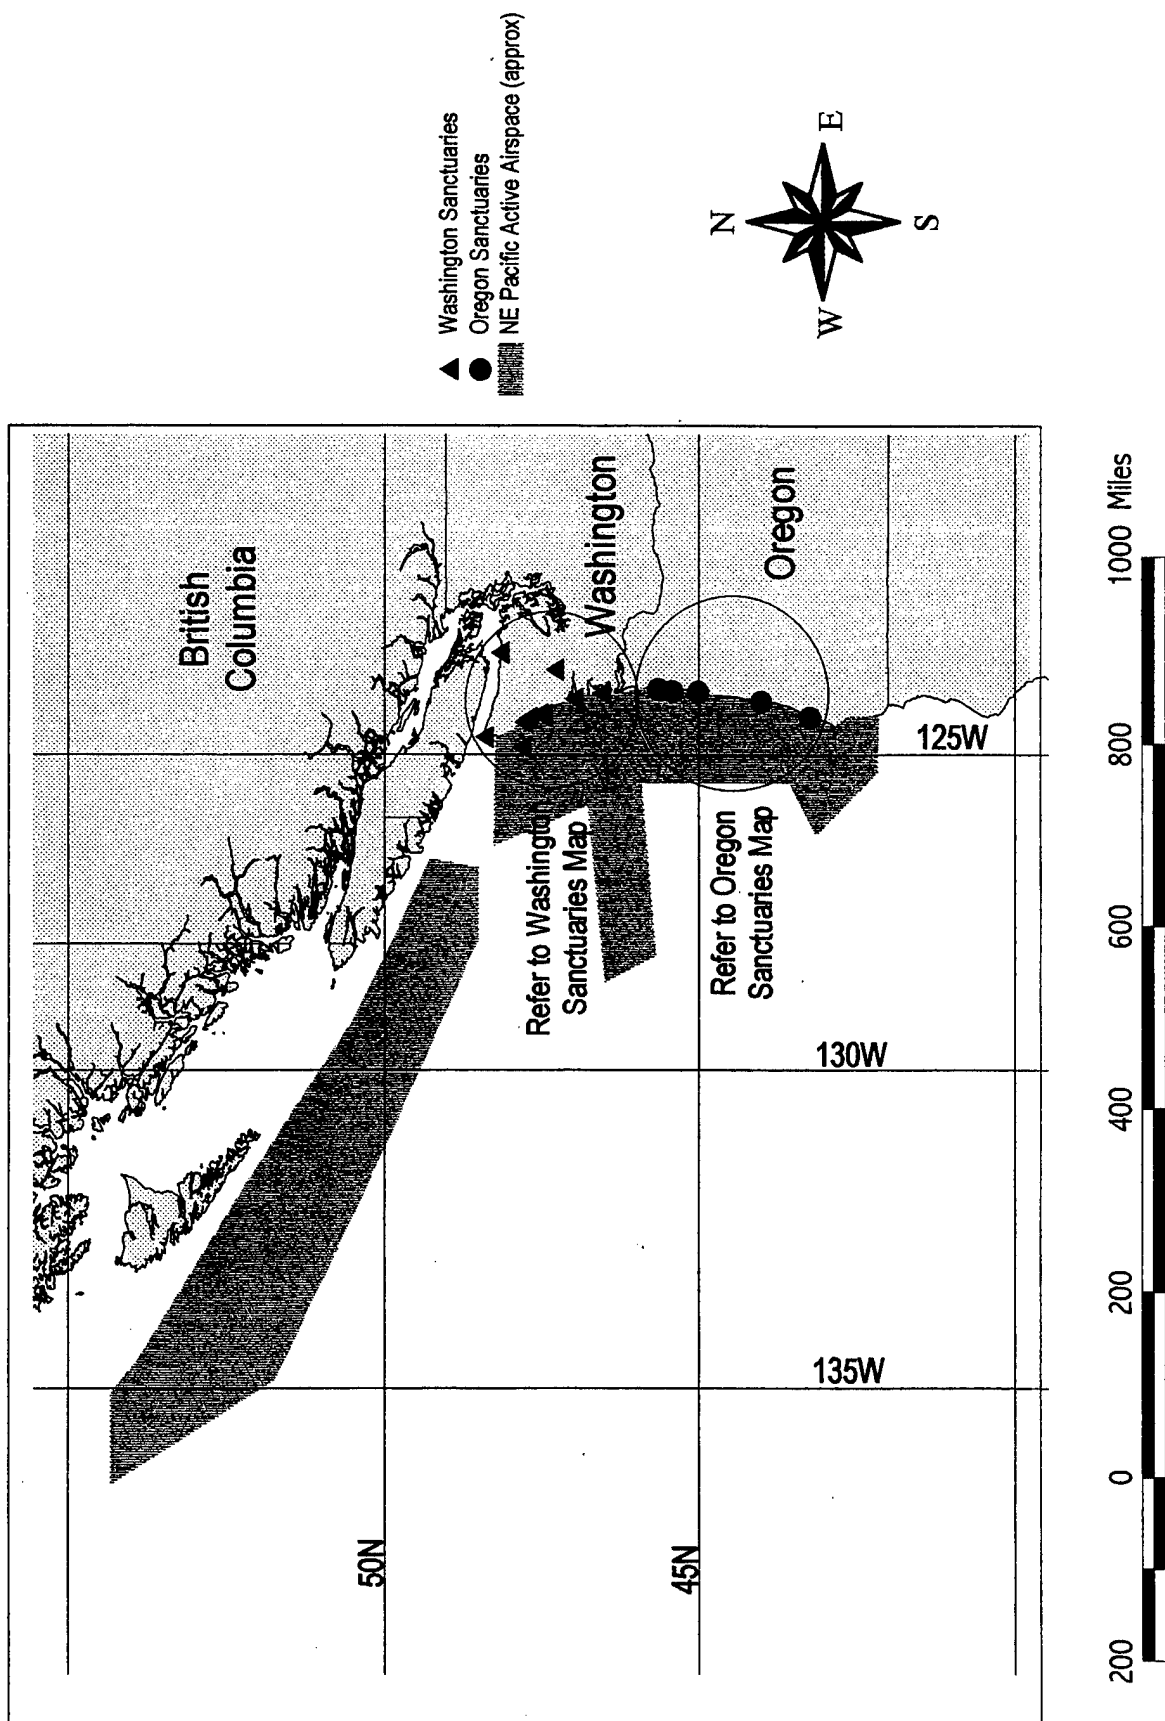 Washington Sanctuaries
Oregon Sanctuaries
NE Pacific Active Airspace (approx)
N
W
E
S
British
Columbia
Washington
Oregon
Refer to Washington
Sanctuaries Map
Refer to Oregon
Sanctuaries Map
50N
45N
135W
130W
125W
200
0
200
400
600
800
1000 Miles